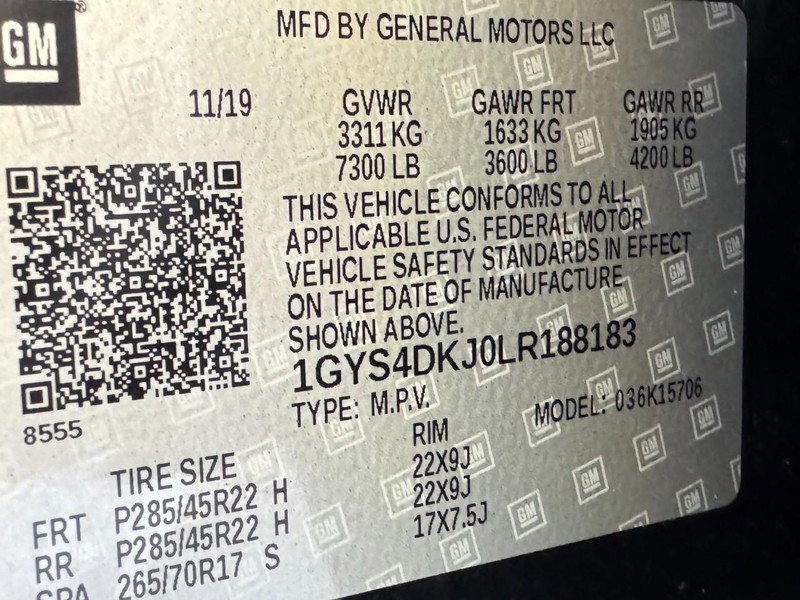 GM
MFD BY GENERAL MOTORS LLC
11/19 GVWR GAWR FRT GAWR RR
3311 KG 1633 KG 1905 KG
7300 LB 3600 LB 4200 LB
THIS VEHICLE CONFORMS TO ALL
APPLICABLE U.S. FEDERAL MOTOR
VEHICLE SAFETY STANDARDS IN EFFECT
ON THE DATE OF MANUFACTURE
SHOWN ABOVE.
1GYS4DKJ0LR188183
8555
TYPE: M.P.V. MODEL: 036K15706
TIRE SIZE RIM
FRT P285/45R22 H 22X9J
RR P285/45R22 H 22X9J
SPA 265/70R17 S 17X7.5J